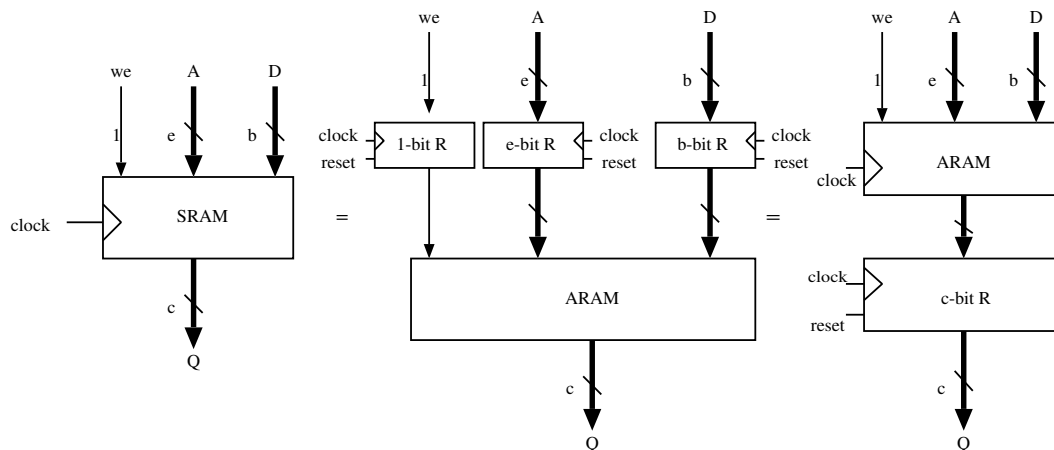 we A D
1 e b
clock
SRAM
c
Q
=
we A D
1 e b
clock
reset
1-bit R
e-bit R
clock
reset
b-bit R
clock
reset
ARAM
c
Q
=
we A D
1 e b
clock
ARAM
clock
reset
c-bit R
c
Q